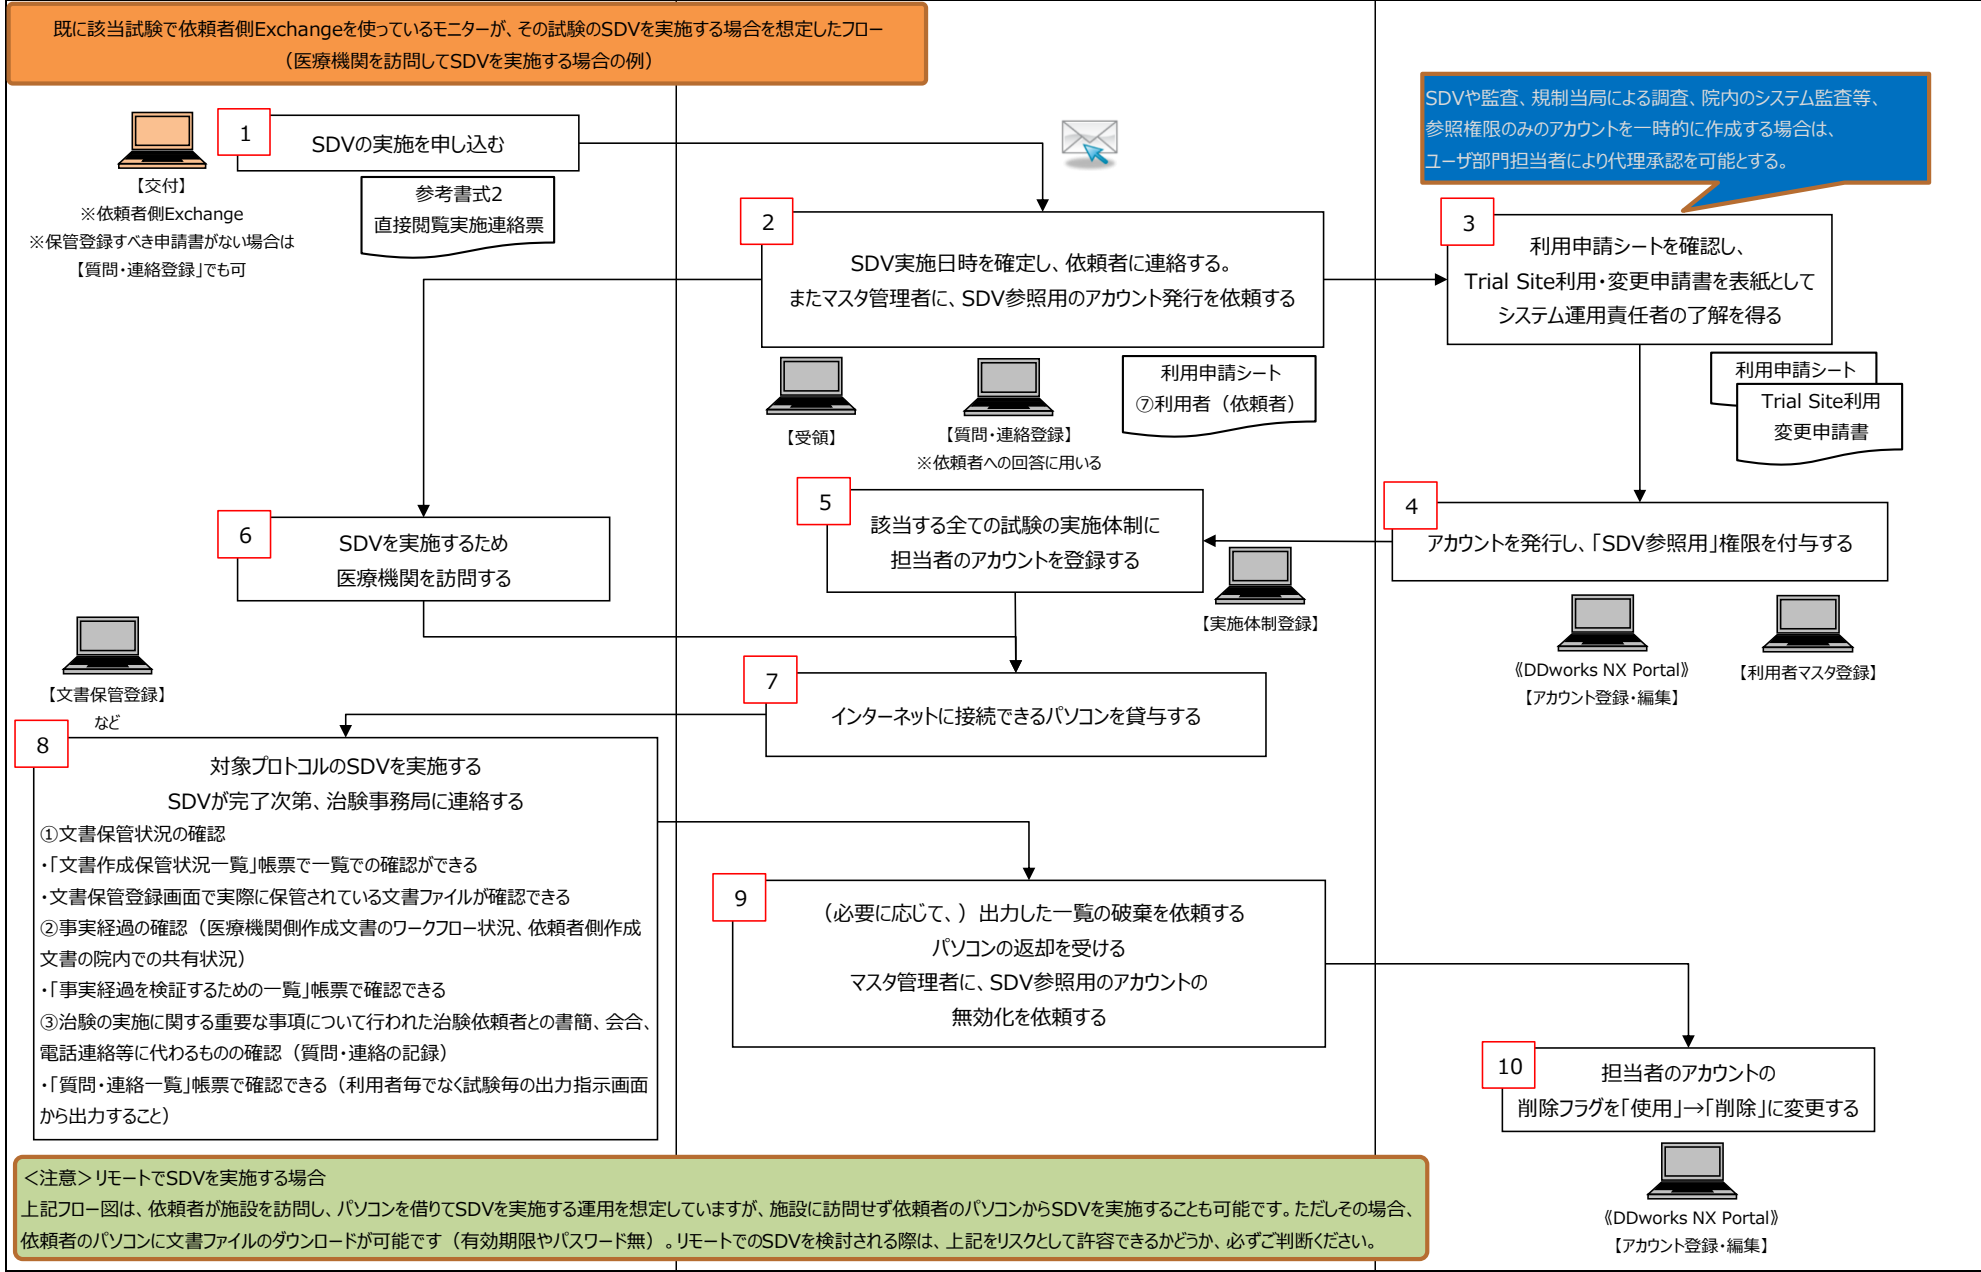 既に該当試験で依頼者側Exchangeを使っているモニターが、その試験のSDVを実施する場合を想定したフロー
（医療機関を訪問してSDVを実施する場合の例）
SDVや監査、規制当局による調査、院内のシステム監査等、
参照権限のみのアカウントを一時的に作成する場合は、
ユーザ部門担当者により代理承認を可能とする。
1
SDVの実施を申し込む
【交付】
※依頼者側Exchange
※保管登録すべき申請書がない場合は
【質問・連絡登録】でも可
参考書式2
直接閲覧実施連絡票
2
SDV実施日時を確定し、依頼者に連絡する。
またマスタ管理者に、SDV参照用のアカウント発行を依頼する
【受領】
【質問・連絡登録】
※依頼者への回答に用いる
利用申請シート
⑦利用者（依頼者）
3
利用申請シートを確認し、
Trial Site利用・変更申請書を表紙として
システム運用責任者の了解を得る
利用申請シート
Trial Site利用
変更申請書
4
アカウントを発行し、「SDV参照用」権限を付与する
《DDworks NX Portal》
【アカウント登録・編集】
【利用者マスタ登録】
5
該当する全ての試験の実施体制に
担当者のアカウントを登録する
【実施体制登録】
6
SDVを実施するため
医療機関を訪問する
7
インターネットに接続できるパソコンを貸与する
【文書保管登録】
など
8
対象プロトコルのSDVを実施する
SDVが完了次第、治験事務局に連絡する
①文書保管状況の確認
・「文書作成保管状況一覧」帳票で一覧での確認ができる
・文書保管登録画面で実際に保管されている文書ファイルが確認できる
②事実経過の確認（医療機関側作成文書のワークフロー状況、依頼者側作成
文書の院内での共有状況）
・「事実経過を検証するための一覧」帳票で確認できる
③治験の実施に関する重要な事項について行われた治験依頼者との書簡、会合、
電話連絡等に代わるものの確認（質問・連絡の記録）
・「質問・連絡一覧」帳票で確認できる（利用者毎でなく試験毎の出力指示画面
から出力すること）
9
（必要に応じて、）出力した一覧の破棄を依頼する
パソコンの返却を受ける
マスタ管理者に、SDV参照用のアカウントの
無効化を依頼する
10
担当者のアカウントの
削除フラグを「使用」→「削除」に変更する
《DDworks NX Portal》
【アカウント登録・編集】
＜注意＞リモートでSDVを実施する場合
上記フロー図は、依頼者が施設を訪問し、パソコンを借りてSDVを実施する運用を想定していますが、施設に訪問せず依頼者のパソコンからSDVを実施することも可能です。ただしその場合、
依頼者のパソコンに文書ファイルのダウンロードが可能です（有効期限やパスワード無）。リモートでのSDVを検討される際は、上記をリスクとして許容できるかどうか、必ずご判断ください。